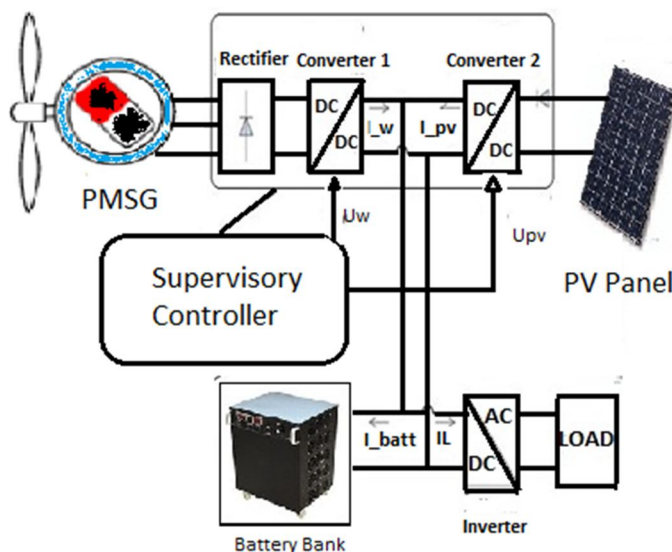 Rectifier Converter 1 Converter 2
DC
DC
I_w
I_pv
DC
DC
PMSG
Uw
Upv
PV Panel
Supervisory
Controller
I_batt
IL
AC
DC
LOAD
Inverter
Battery Bank